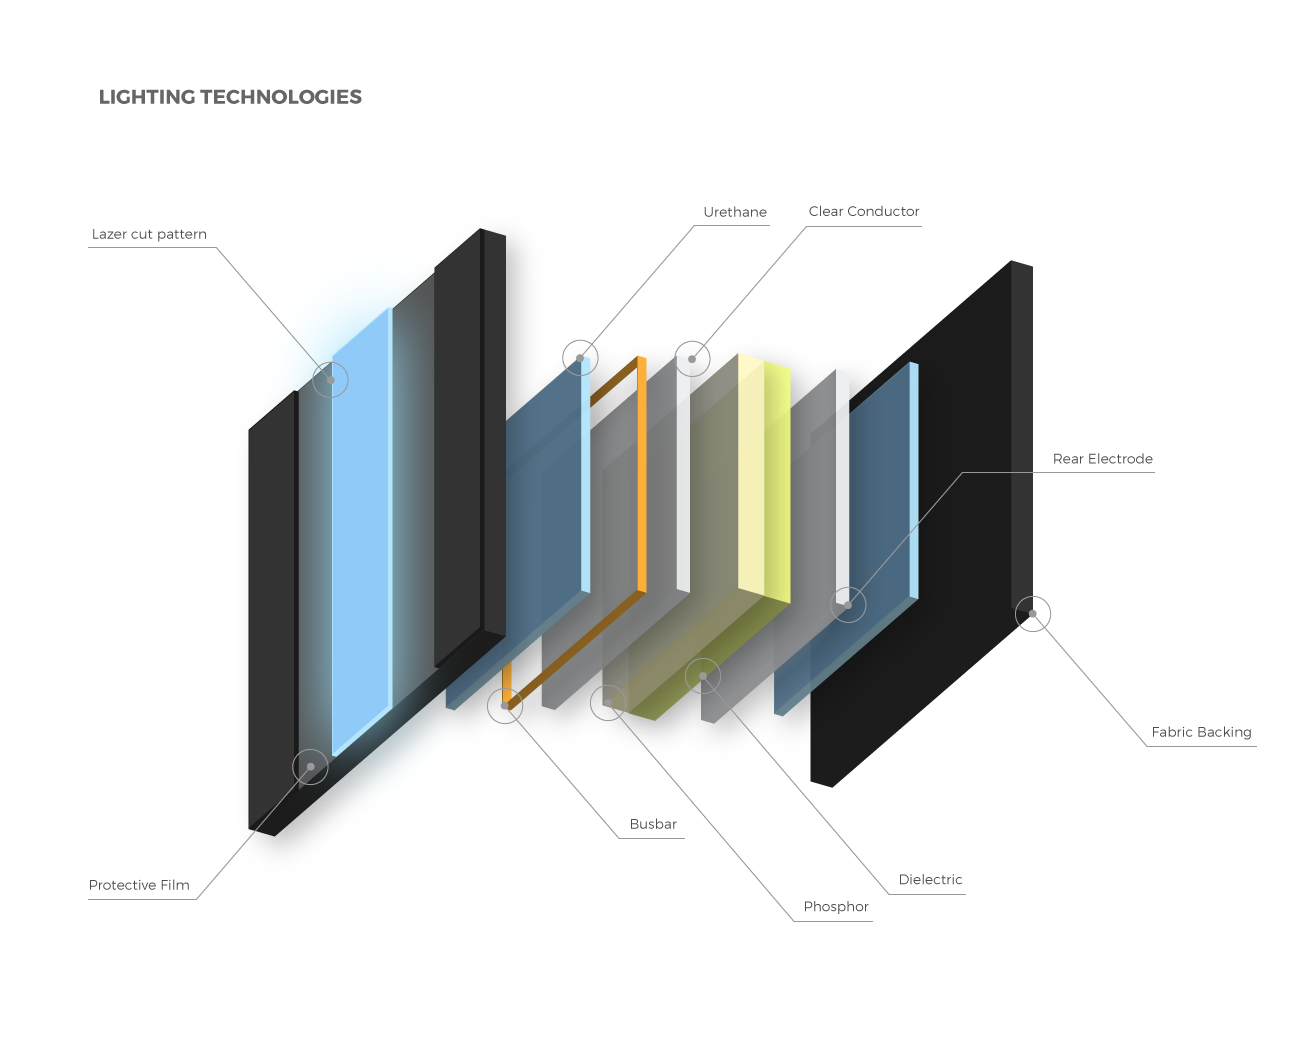 LIGHTING TECHNOLOGIES
Urethane
Clear Conductor
Lazer cut pattern
Rear Electrode
Fabric Backing
Busbar
Dielectric
Protective Film
Phosphor